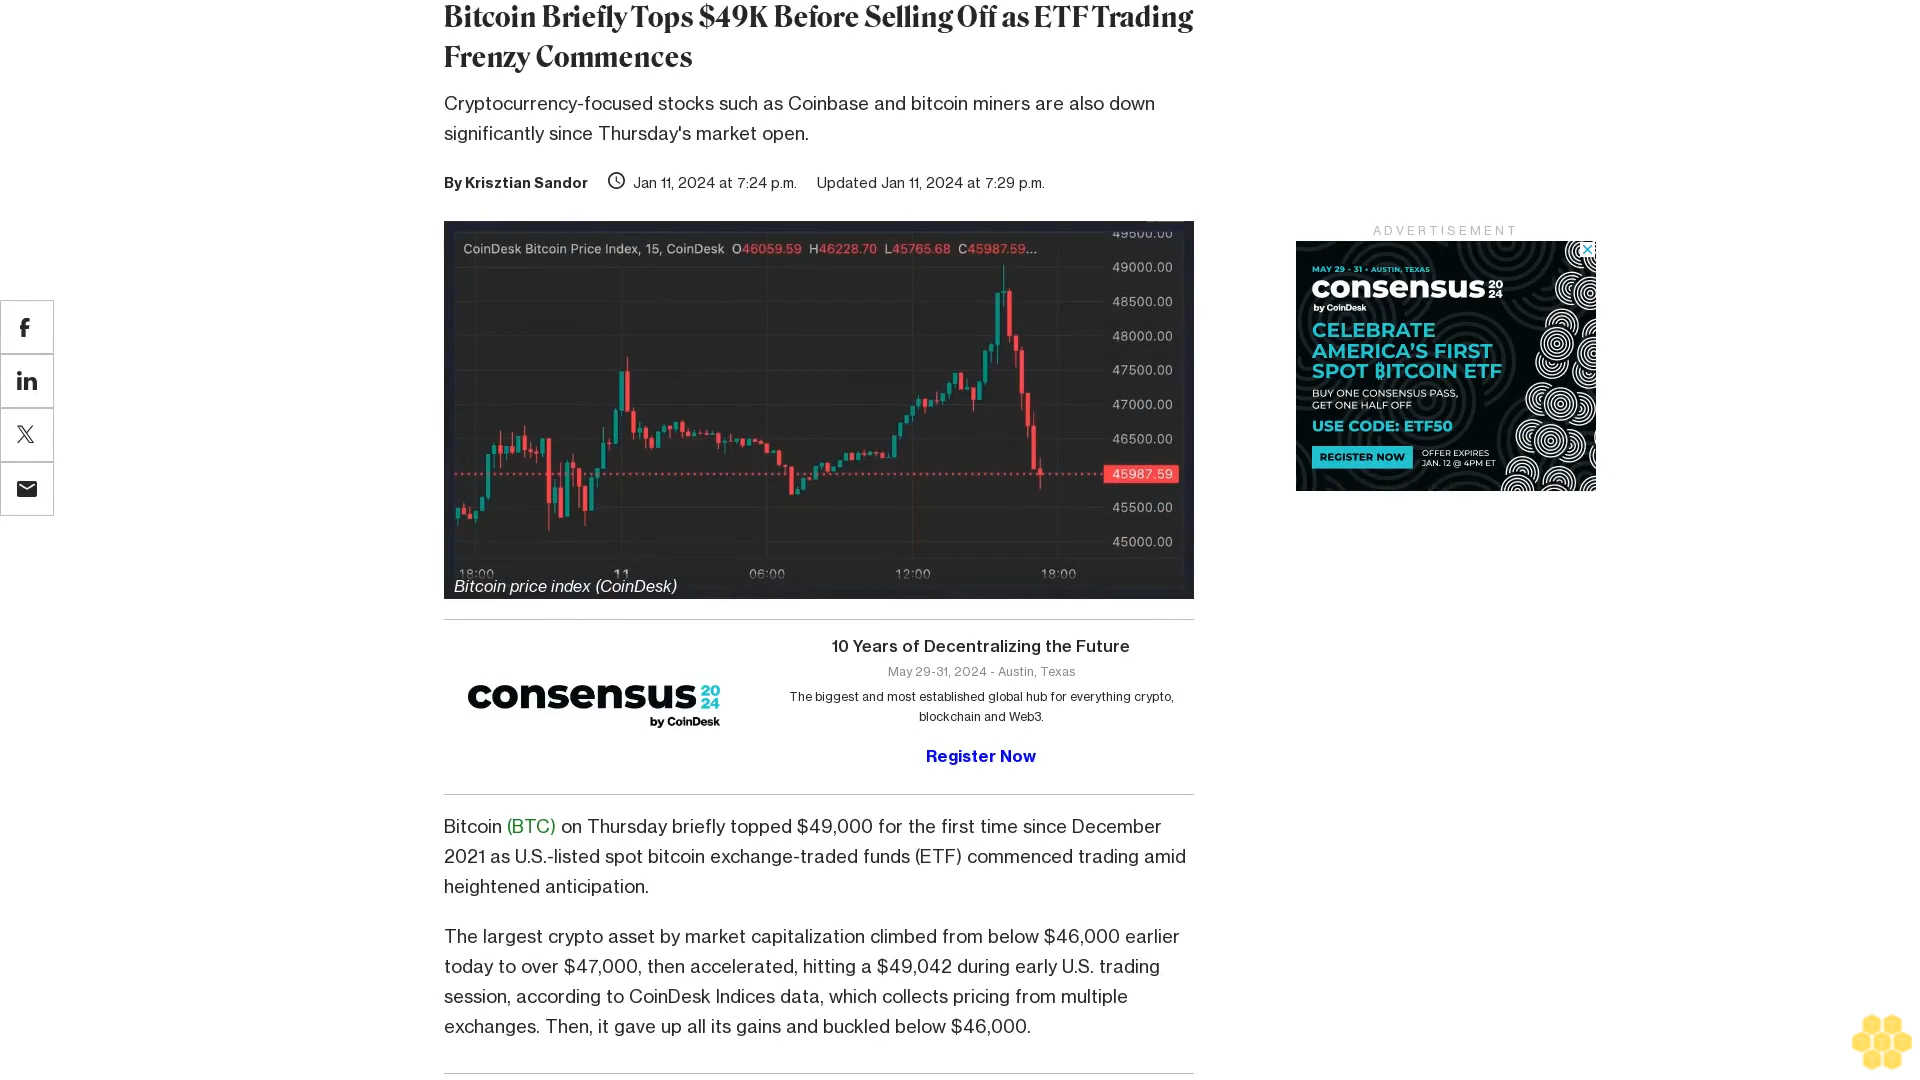 Bitcoin Briefly Tops $49K Before Selling Off as ETF Trading
Frenzy Commences
Cryptocurrency-focused stocks such as Coinbase and bitcoin miners are also down
significantly since Thursday's market open.
By Krisztian Sandor Jan 11, 2024 at 7:24 p.m. Updated Jan 11, 2024 at 7:29 p.m.
CoinDesk Bitcoin Price Index, 15, CoinDesk O46059.59 H46228.70 L45765.68 C45987.59...
49500.00
49000.00
48500.00
48000.00
47500.00
47000.00
46500.00
45987.59
45500.00
45000.00
18:00 11 06:00 12:00 18:00
Bitcoin price index (CoinDesk)
ADVERTISEMENT
MAY 29 - 31 • AUSTIN, TEXAS
consensus 2024
by CoinDesk
CELEBRATE
AMERICA'S FIRST
SPOT ₿ITCOIN ETF
BUY ONE CONSENSUS PASS,
GET ONE HALF OFF
USE CODE: ETF50
REGISTER NOW
OFFER EXPIRES
JAN. 12 @ 4PM ET
consensus 2024
by CoinDesk
10 Years of Decentralizing the Future
May 29-31, 2024 - Austin, Texas
The biggest and most established global hub for everything crypto,
blockchain and Web3.
Register Now
Bitcoin (BTC) on Thursday briefly topped $49,000 for the first time since December
2021 as U.S.-listed spot bitcoin exchange-traded funds (ETF) commenced trading amid
heightened anticipation.
The largest crypto asset by market capitalization climbed from below $46,000 earlier
today to over $47,000, then accelerated, hitting a $49,042 during early U.S. trading
session, according to CoinDesk Indices data, which collects pricing from multiple
exchanges. Then, it gave up all its gains and buckled below $46,000.